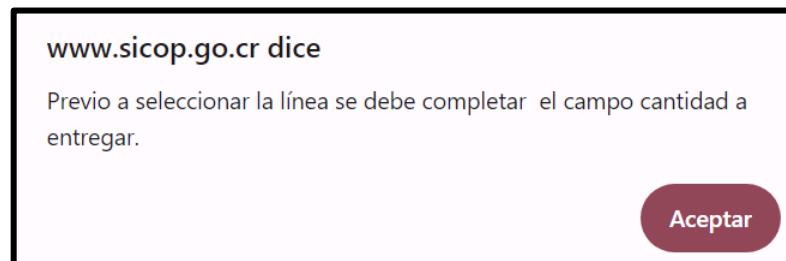 www.sicop.go.cr dice
Previo a seleccionar la línea se debe completar  el campo cantidad a
entregar.
Aceptar